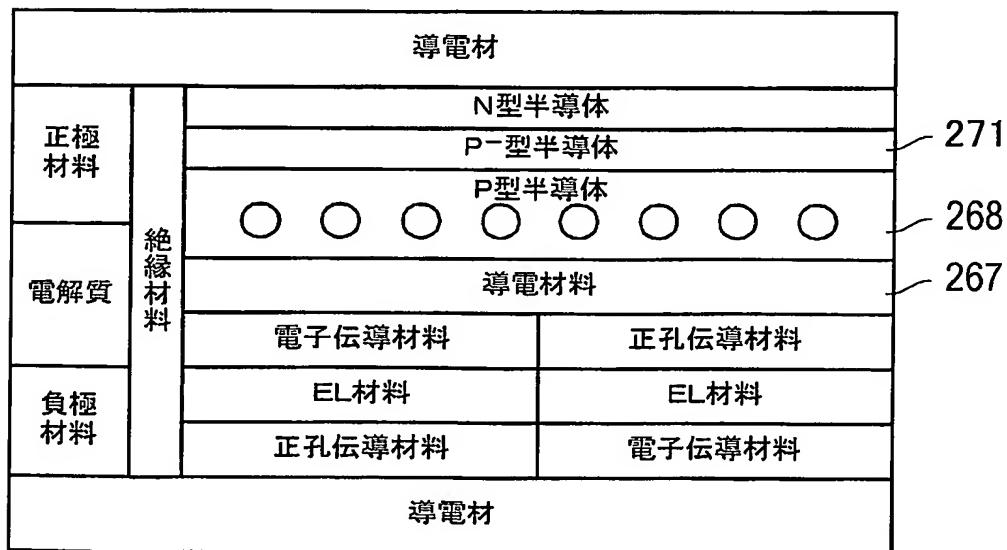 導電材
正極
材料
電解質
負極
材料
絶縁材料
N型半導体
P-型半導体
271
P型半導体
268
導電材料
267
電子伝導材料
正孔伝導材料
EL材料
EL材料
正孔伝導材料
電子伝導材料
導電材